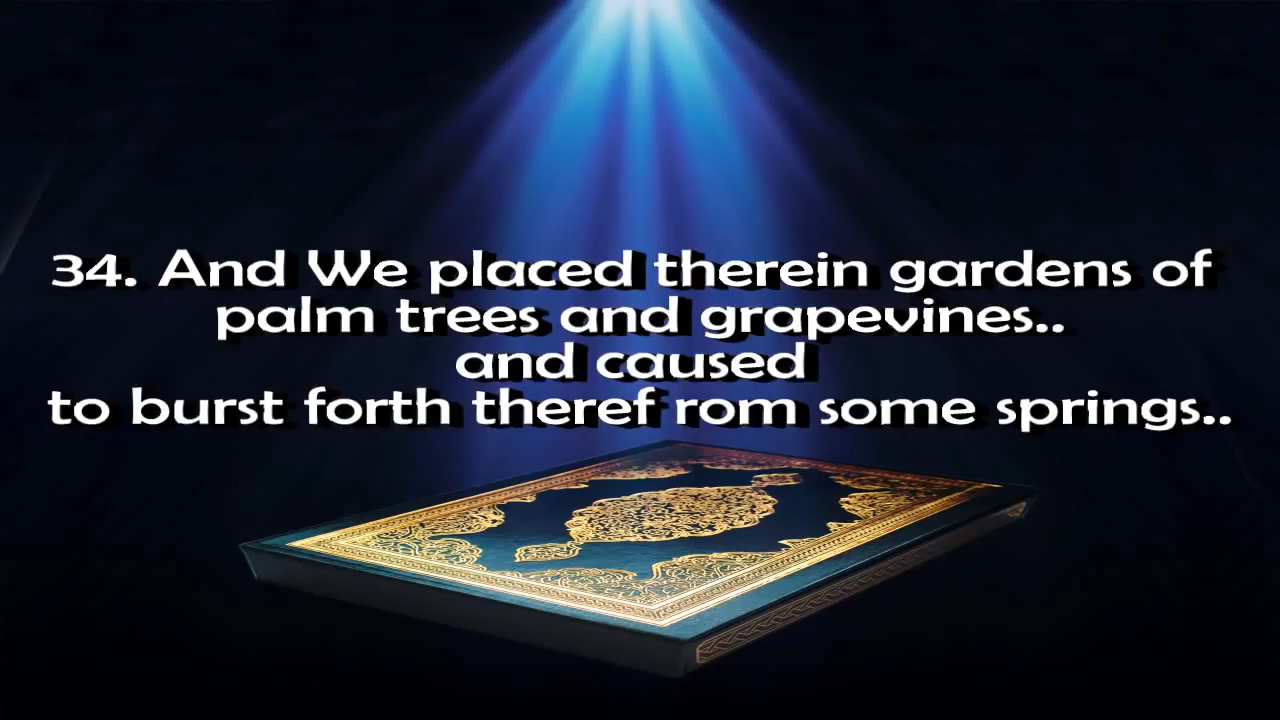 34. And We placed therein gardens of
palm trees and grapevines..
and caused
to burst forth theref rom some springs..